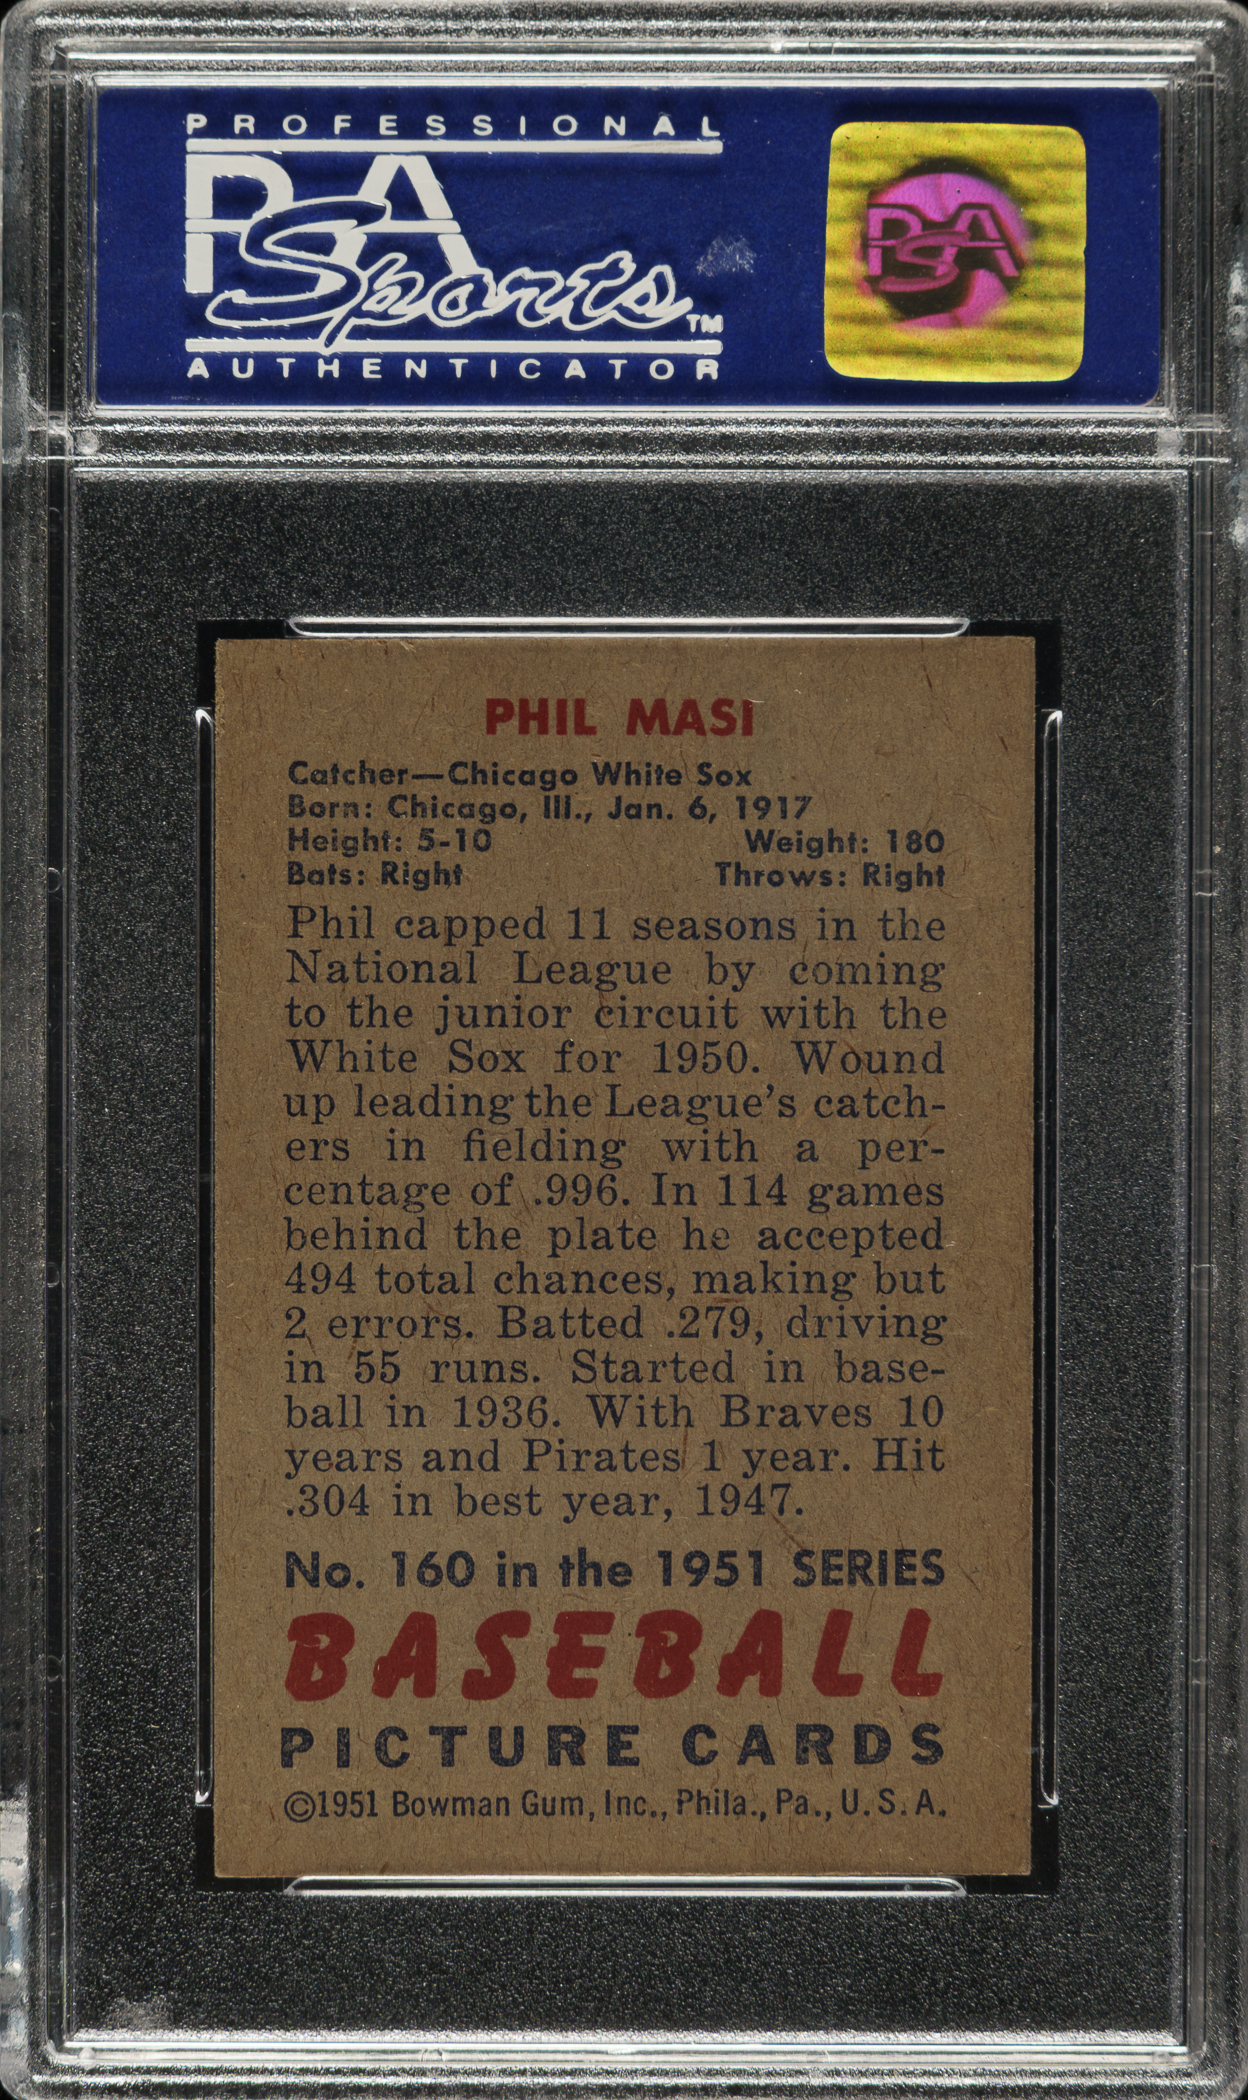 PROFESSIONAL
PSA
Sports™
AUTHENTICATOR
PSA
PHIL MASI
Catcher—Chicago White Sox
Born: Chicago, Ill., Jan. 6, 1917
Height: 5-10 Weight: 180
Bats: Right Throws: Right
Phil capped 11 seasons in the
National League by coming
to the junior circuit with the
White Sox for 1950. Wound
up leading the League's catch-
ers in fielding with a per-
centage of .996. In 114 games
behind the plate he accepted
494 total chances, making but
2 errors. Batted .279, driving
in 55 runs. Started in base-
ball in 1936. With Braves 10
years and Pirates 1 year. Hit
.304 in best year, 1947.
No. 160 in the 1951 SERIES
BASEBALL
PICTURE CARDS
©1951 Bowman Gum, Inc., Phila., Pa., U. S. A.